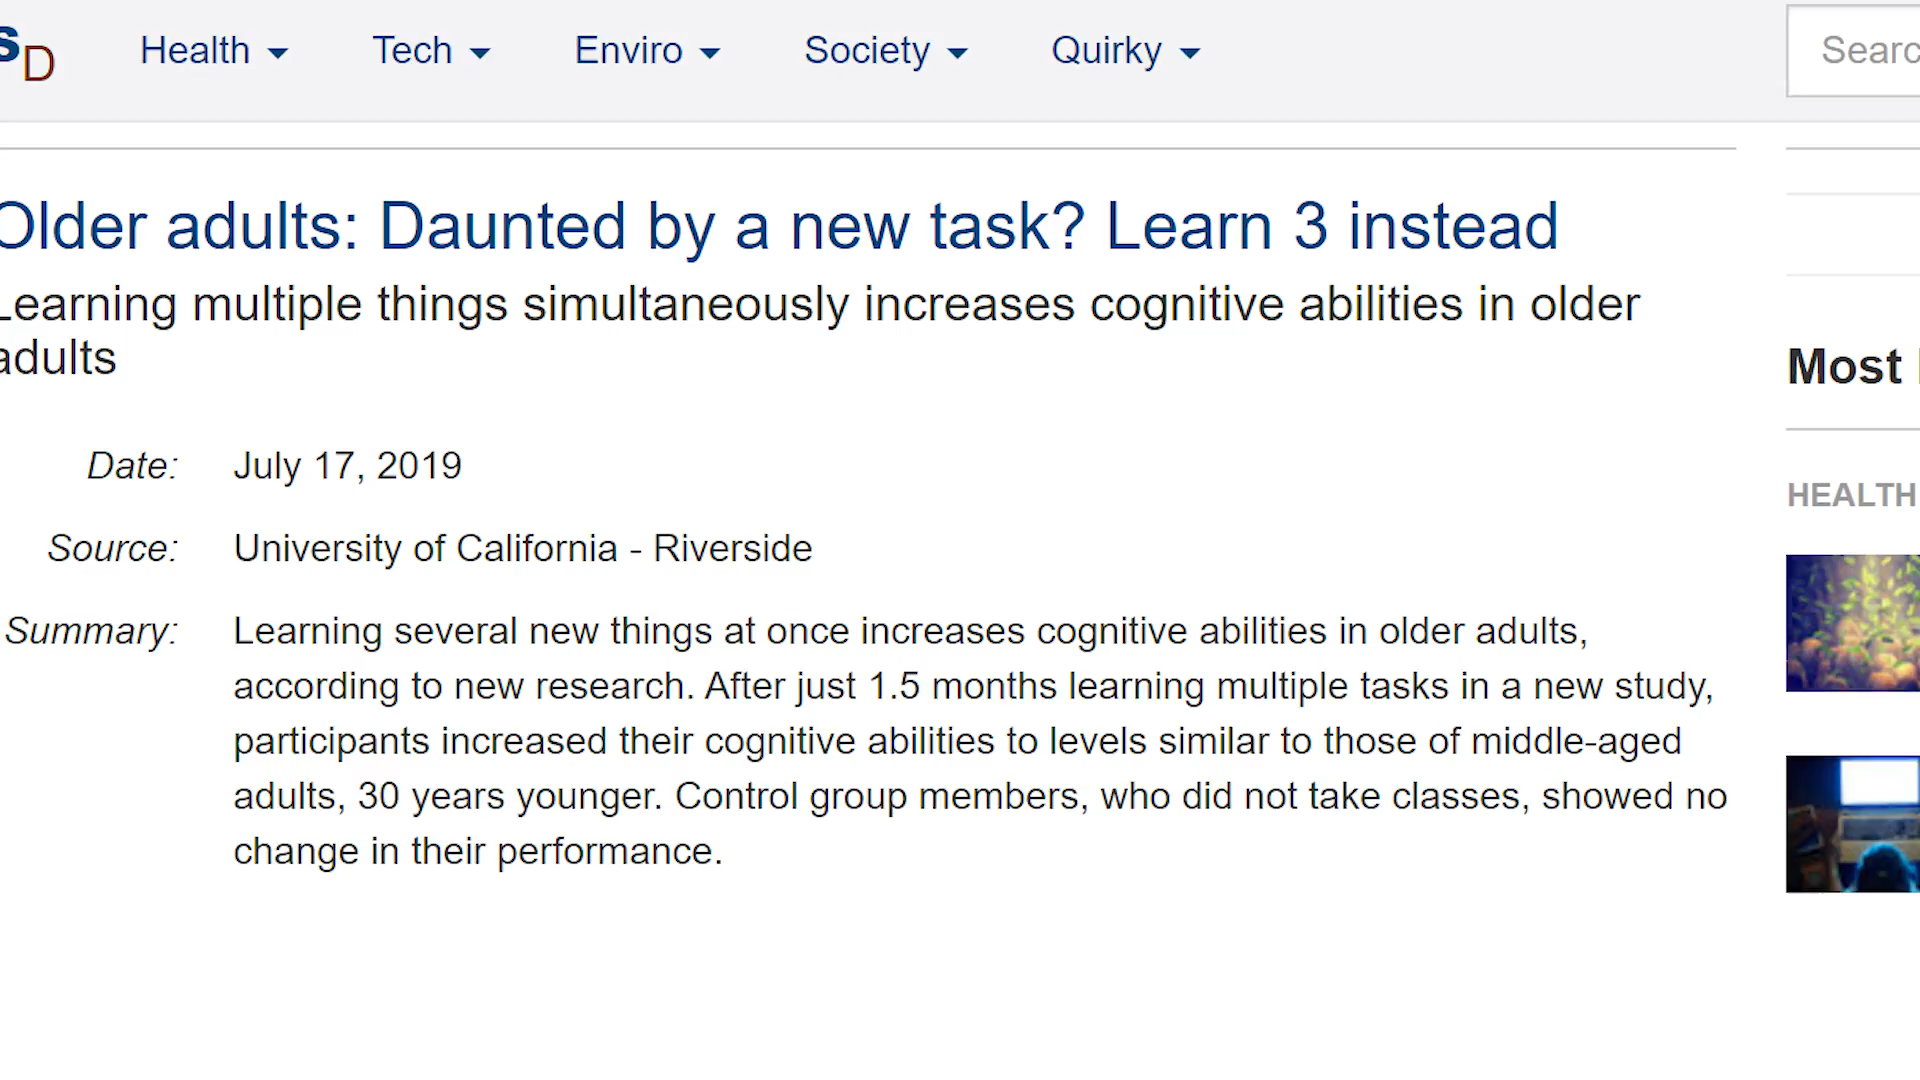 SD Health Tech Enviro Society Quirky Searc
Older adults: Daunted by a new task? Learn 3 instead
Learning multiple things simultaneously increases cognitive abilities in older
adults
Most
Date: July 17, 2019
HEALTH
Source: University of California - Riverside
Summary: Learning several new things at once increases cognitive abilities in older adults,
according to new research. After just 1.5 months learning multiple tasks in a new study,
participants increased their cognitive abilities to levels similar to those of middle-aged
adults, 30 years younger. Control group members, who did not take classes, showed no
change in their performance.